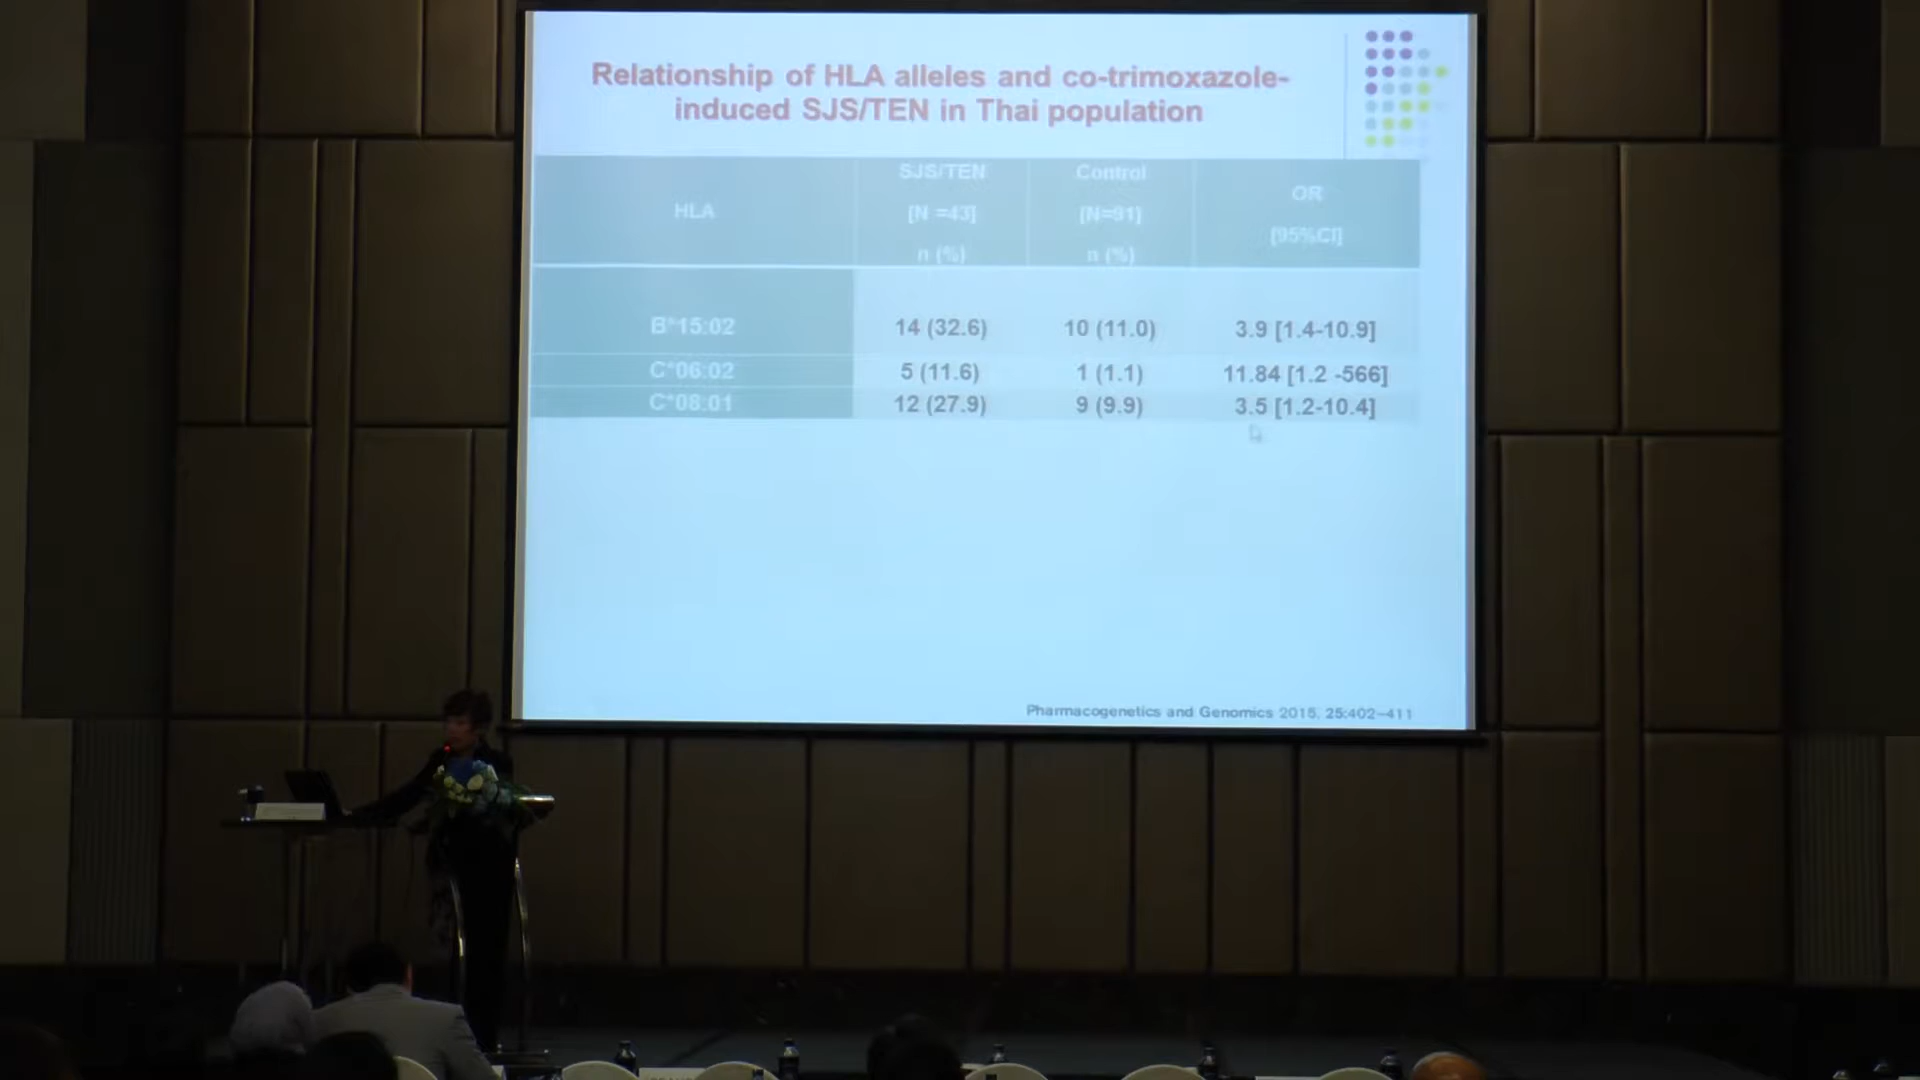 Relationship of HLA alleles and co-trimoxazole-
induced SJS/TEN in Thai population
HLA
SJS/TEN
[N =43]
n (%)
Control
[N=91]
n (%)
OR
[95%CI]
B*15:02 14 (32.6) 10 (11.0) 3.9 [1.4-10.9]
C*06:02 5 (11.6) 1 (1.1) 11.84 [1.2 -566]
C*08:01 12 (27.9) 9 (9.9) 3.5 [1.2-10.4]
Pharmacogenetics and Genomics 2015, 25:402–411